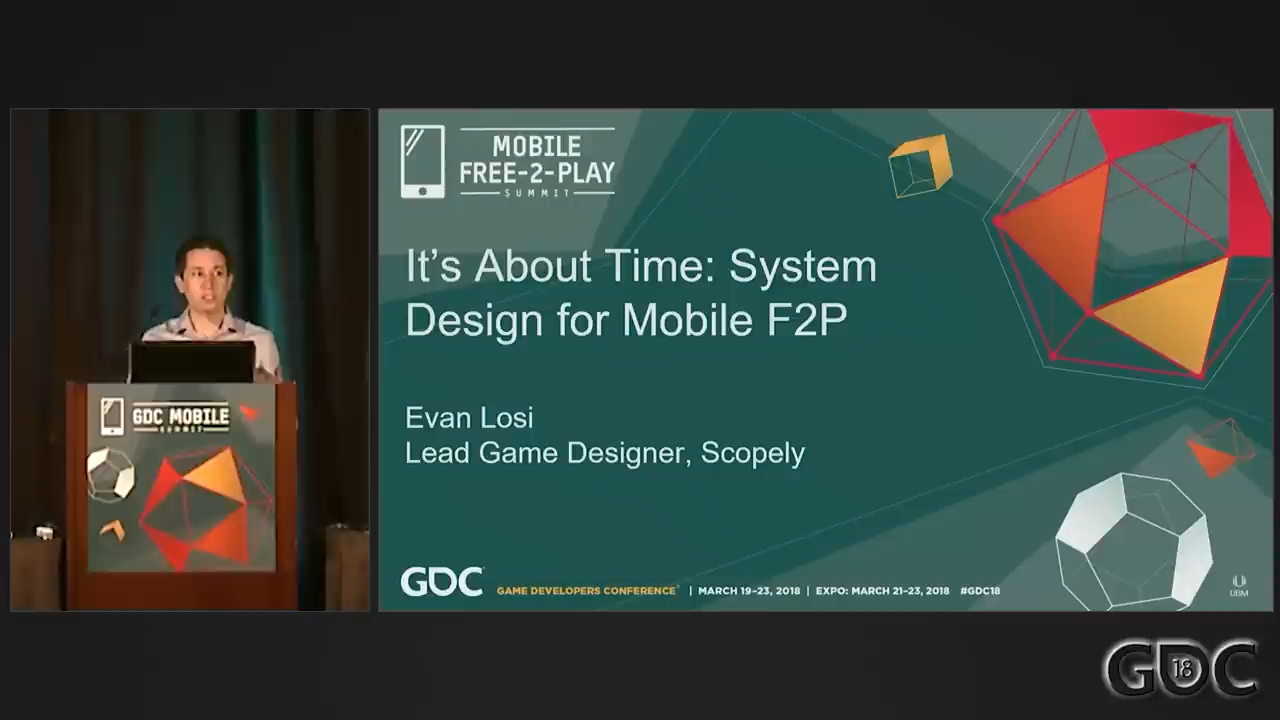 GDC MOBILE
SUMMIT
MOBILE
FREE-2-PLAY
SUMMIT
It's About Time: System
Design for Mobile F2P
Evan Losi
Lead Game Designer, Scopely
GDC GAME DEVELOPERS CONFERENCE® | MARCH 19–23, 2018 | EXPO: MARCH 21–23, 2018 #GDC18
UBM
GDC 18